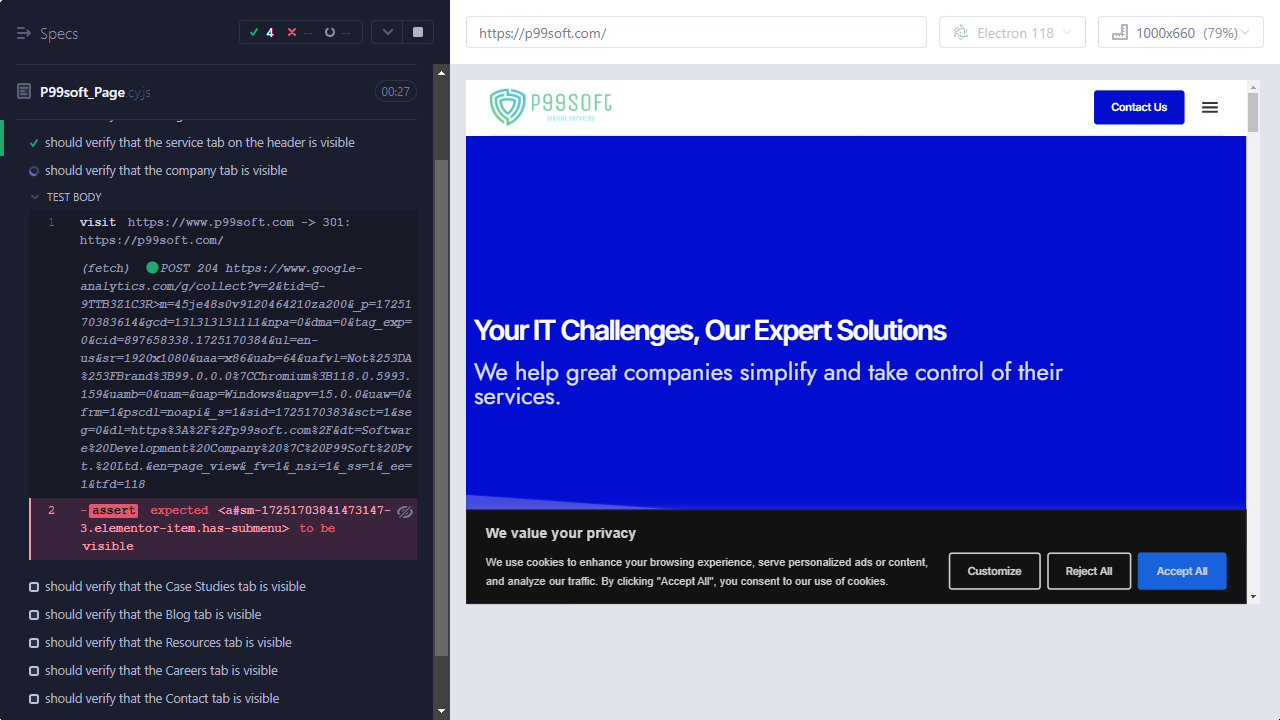 Specs
4
--
--
P99soft_Page.cy.js
00:27
should verify that the service tab on the header is visible
should verify that the company tab is visible
TEST BODY
1 visit https://www.p99soft.com -> 301:
https://p99soft.com/
(fetch) POST 204 https://www.google-
analytics.com/g/collect?v=2&tid=G-
9TTB3Z1C3R>m=45je48s0v9120464210za200&_p=17251
70383614&gcd=13l3l3l3l1l1&npa=0&dma=0&tag_exp=
0&cid=897658338.1725170384&ul=en-
us&sr=1920x1080&uaa=x86&uab=64&uafvl=Not%253DA
%253FBrand%3B99.0.0.0%7CChromium%3B118.0.5993.
159&uamb=0&uam=&uap=Windows&uapv=15.0.0&uaw=0&
frm=1&pscdl=noapi&_s=1&sid=1725170383&sct=1&se
g=0&dl=https%3A%2F%2Fp99soft.com%2F&dt=Softwar
e%20Development%20Company%20%7C%20P99Soft%20Pv
t.%20Ltd.&en=page_view&_fv=1&_nsi=1&_ss=1&_ee=
1&tfd=118
2 -assert expected <a#sm-17251703841473147-
3.elementor-item.has-submenu> to be
visible
should verify that the Case Studies tab is visible
should verify that the Blog tab is visible
should verify that the Resources tab is visible
should verify that the Careers tab is visible
should verify that the Contact tab is visible
https://p99soft.com/
Electron 118
1000x660 (79%)
P99SOFT
DIGITAL SERVICES
Contact Us
Your IT Challenges, Our Expert Solutions
We help great companies simplify and take control of their
services.
We value your privacy
We use cookies to enhance your browsing experience, serve personalized ads or content,
and analyze our traffic. By clicking "Accept All", you consent to our use of cookies.
Customize
Reject All
Accept All